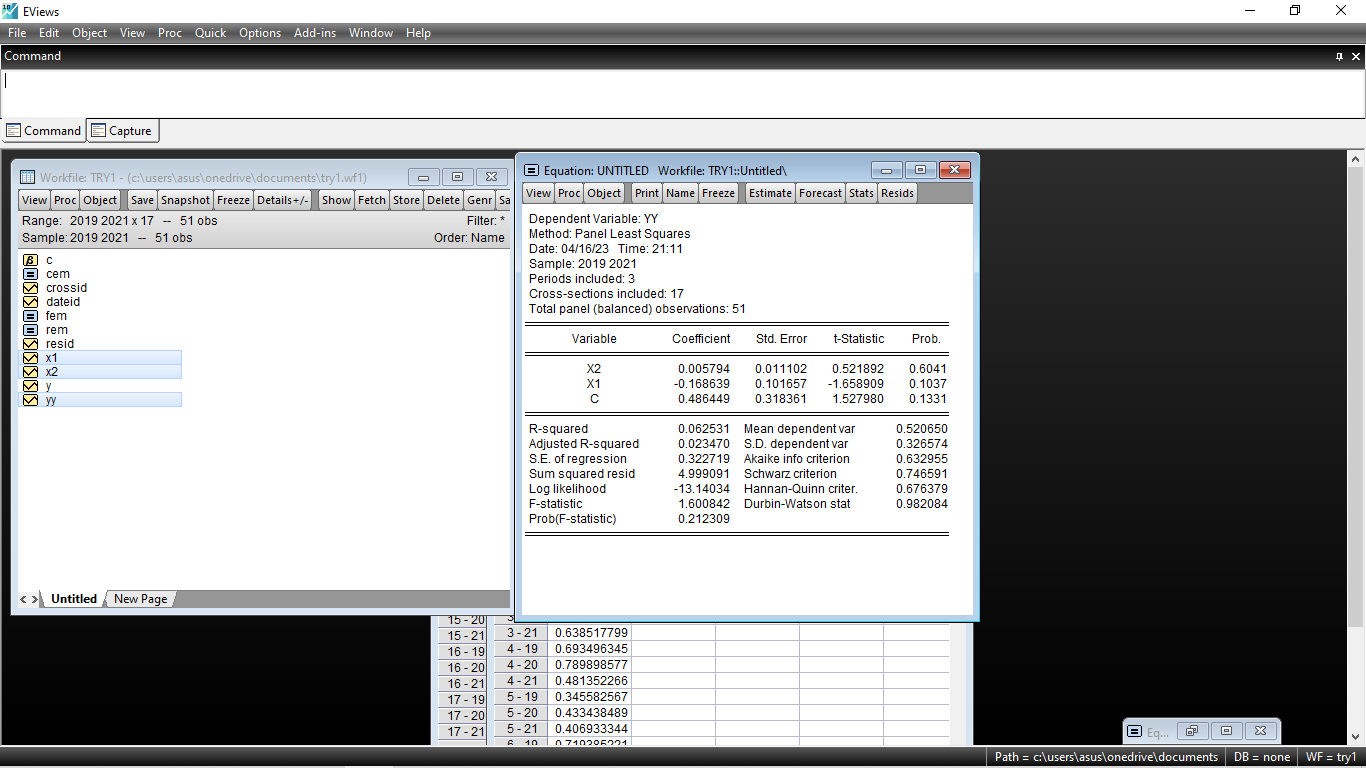 EViews
File Edit Object View Proc Quick Options Add-ins Window Help
Command
Command Capture
Workfile: TRY1 - (c:\users\asus\onedrive\documents\try1.wf1)
View Proc Object Save Snapshot Freeze Details+/- Show Fetch Store Delete Genr Sa
Range: 2019 2021 x 17 -- 51 obs Filter: *
Sample: 2019 2021 -- 51 obs Order: Name
c
cem
crossid
dateid
fem
rem
resid
x1
x2
y
yy
Untitled New Page
Equation: UNTITLED Workfile: TRY1::Untitled\
View Proc Object Print Name Freeze Estimate Forecast Stats Resids
Dependent Variable: YY
Method: Panel Least Squares
Date: 04/16/23 Time: 21:11
Sample: 2019 2021
Periods included: 3
Cross-sections included: 17
Total panel (balanced) observations: 51
Variable Coefficient Std. Error t-Statistic Prob.
X2 0.005794 0.011102 0.521892 0.6041
X1 -0.168639 0.101657 -1.658909 0.1037
C 0.486449 0.318361 1.527980 0.1331
R-squared 0.062531 Mean dependent var 0.520650
Adjusted R-squared 0.023470 S.D. dependent var 0.326574
S.E. of regression 0.322719 Akaike info criterion 0.632955
Sum squared resid 4.999091 Schwarz criterion 0.746591
Log likelihood -13.14034 Hannan-Quinn criter. 0.676379
F-statistic 1.600842 Durbin-Watson stat 0.982084
Prob(F-statistic) 0.212309
15 - 20
15 - 21 3 - 21 0.638517799
16 - 19 4 - 19 0.693496345
16 - 20 4 - 20 0.789898577
16 - 21 4 - 21 0.481352266
17 - 19 5 - 19 0.345582567
17 - 20 5 - 20 0.433438489
17 - 21 5 - 21 0.406933344
6 - 19 0.719385221
Eq...
Path = c:\users\asus\onedrive\documents DB = none WF = try1